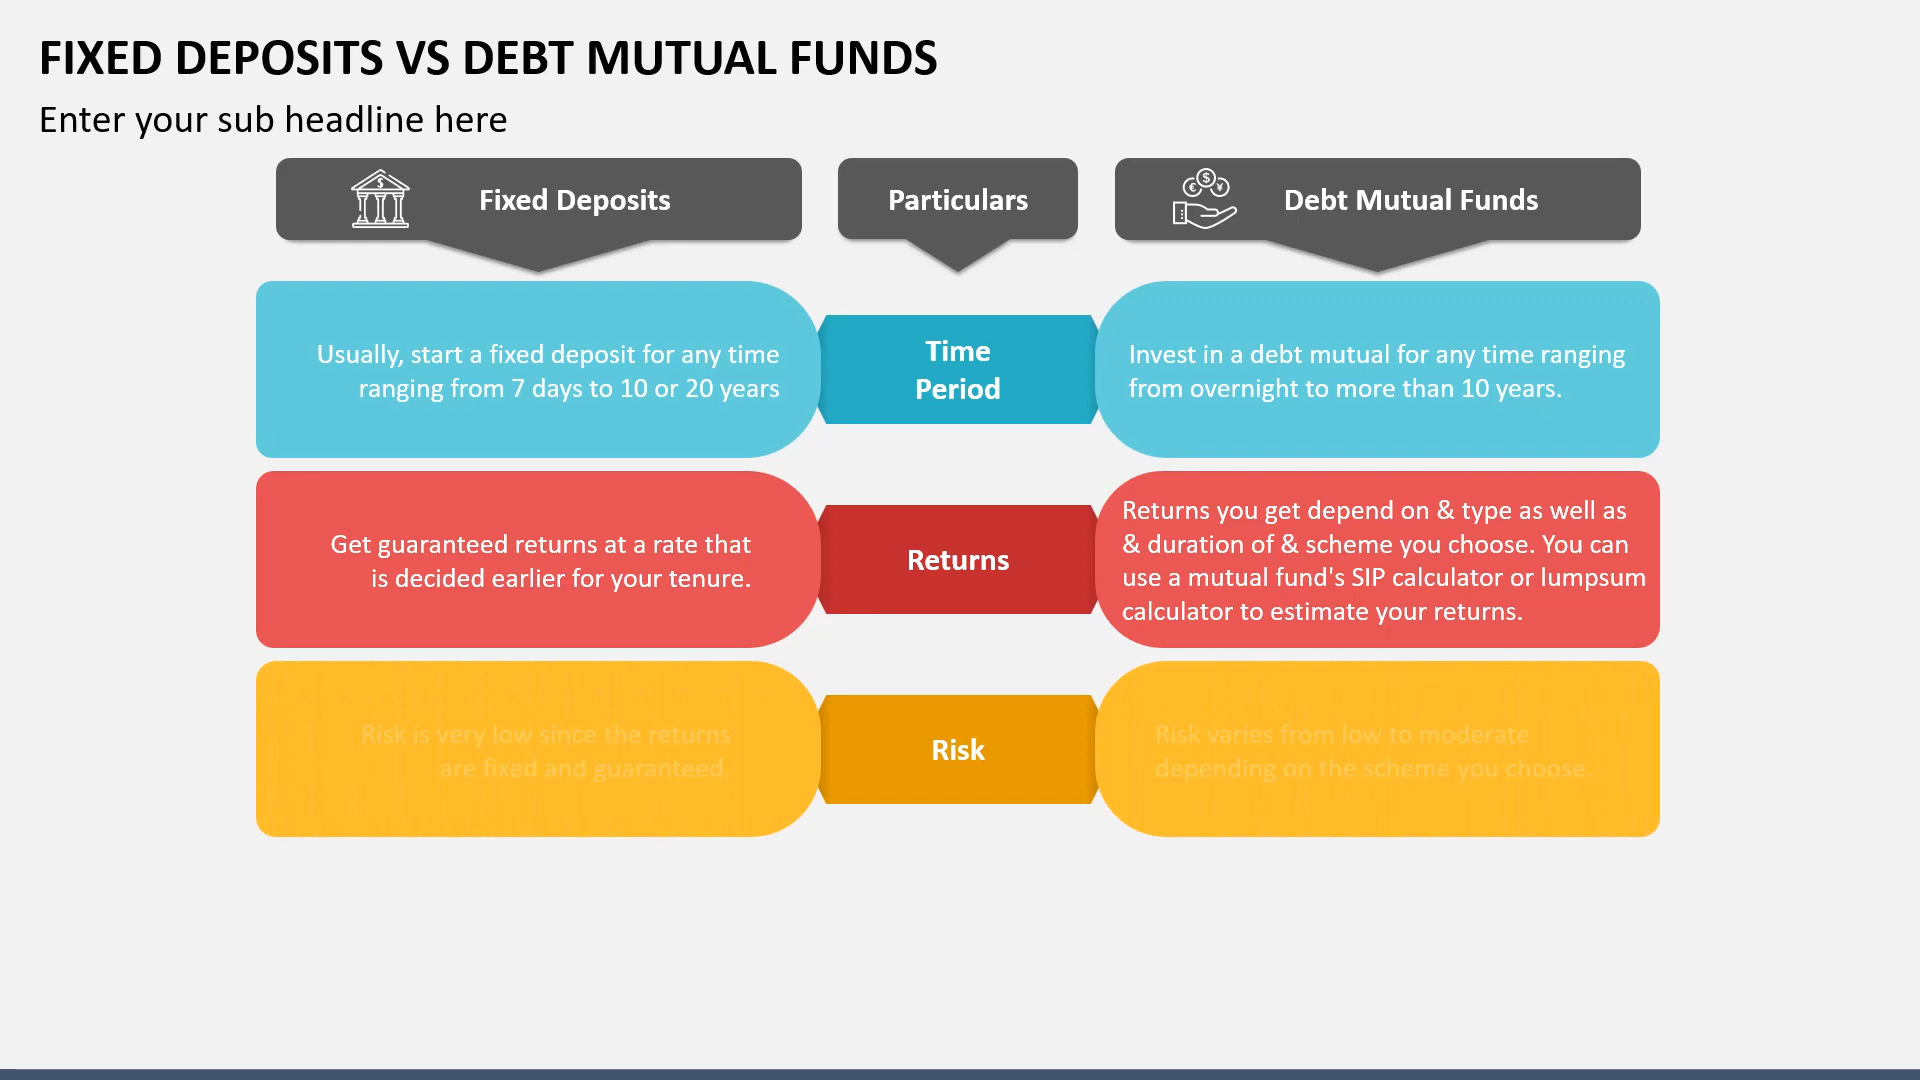 FIXED DEPOSITS VS DEBT MUTUAL FUNDS
Enter your sub headline here
Fixed Deposits
Particulars
Debt Mutual Funds
Usually, start a fixed deposit for any time
ranging from 7 days to 10 or 20 years
Time
Period
Invest in a debt mutual for any time ranging
from overnight to more than 10 years.
Get guaranteed returns at a rate that
is decided earlier for your tenure.
Returns
Returns you get depend on & type as well as
& duration of & scheme you choose. You can
use a mutual fund's SIP calculator or lumpsum
calculator to estimate your returns.
Risk is very low since the returns
are fixed and guaranteed.
Risk
Risk varies from low to moderate
depending on the scheme you choose.